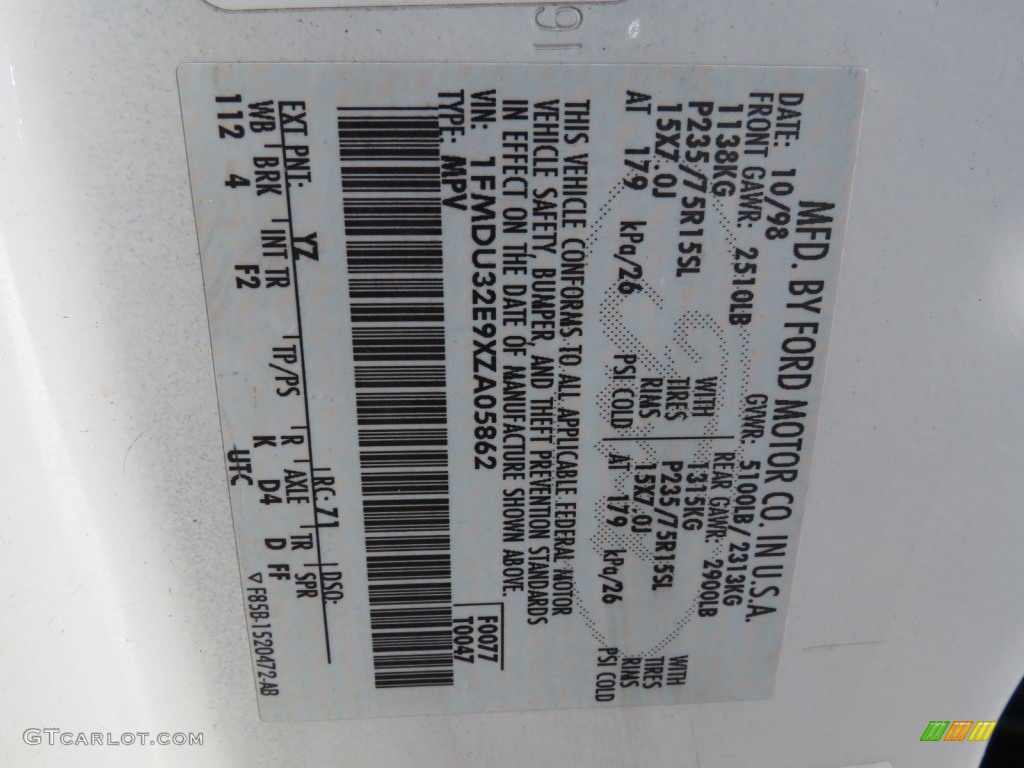 MFD. BY FORD MOTOR CO. IN U.S.A.
DATE: 10/98 GVWR: 5100LB/2313KG
FRONT GAWR: 2510LB REAR GAWR: 2900LB
1138KG WITH 1315KG WITH
P235/75R15SL TIRES P235/75R15SL TIRES
15X7.0J RIMS 15X7.0J RIMS
AT 179 kPa/26 PSI COLD AT 179 kPa/26 PSI COLD
THIS VEHICLE CONFORMS TO ALL APPLICABLE FEDERAL MOTOR
VEHICLE SAFETY, BUMPER, AND THEFT PREVENTION STANDARDS
IN EFFECT ON THE DATE OF MANUFACTURE SHOWN ABOVE.
VIN: 1FMDU32E9XZA05862 F0077
TYPE: MPV T0047
EXT PNT: YZ RC: 71 DSO:
WB BRK INT TR TP/PS R AXLE TR SPR
112 4 F2 K D4 D FF
UTC ▽F85B-1520472-AB
191
GTCARLOT.COM